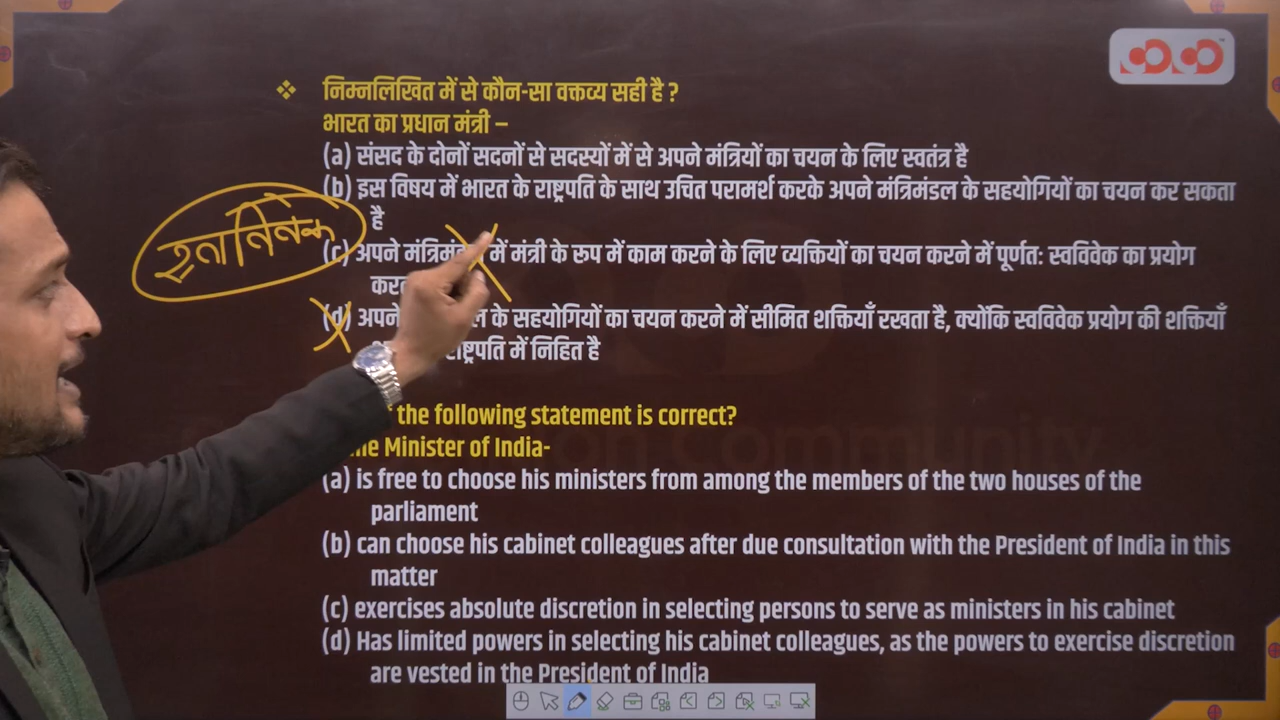 ❖ निम्नलिखित में से कौन-सा वक्तव्य सही है ?
भारत का प्रधान मंत्री –
(a) संसद के दोनों सदनों से सदस्यों में से अपने मंत्रियों का चयन के लिए स्वतंत्र है
(b) इस विषय में भारत के राष्ट्रपति के साथ उचित परामर्श करके अपने मंत्रिमंडल के सहयोगियों का चयन कर सकता
है
(c) अपने में मंत्री के रूप में काम करने के लिए व्यक्तियों का चयन करने में पूर्णत: स्वविवेक का प्रयोग
(d) अपने के सहयोगियों का चयन करने में सीमित शक्तियाँ रखता है, क्योंकि स्वविवेक प्रयोग की शक्तियाँ
में निहित है
the following statement is correct?
Minister of India-
(a) is free to choose his ministers from among the members of the two houses of the
parliament
(b) can choose his cabinet colleagues after due consultation with the President of India in this
matter
(c) exercises absolute discretion in selecting persons to serve as ministers in his cabinet
(d) Has limited powers in selecting his cabinet colleagues, as the powers to exercise discretion
are vested in the President of India